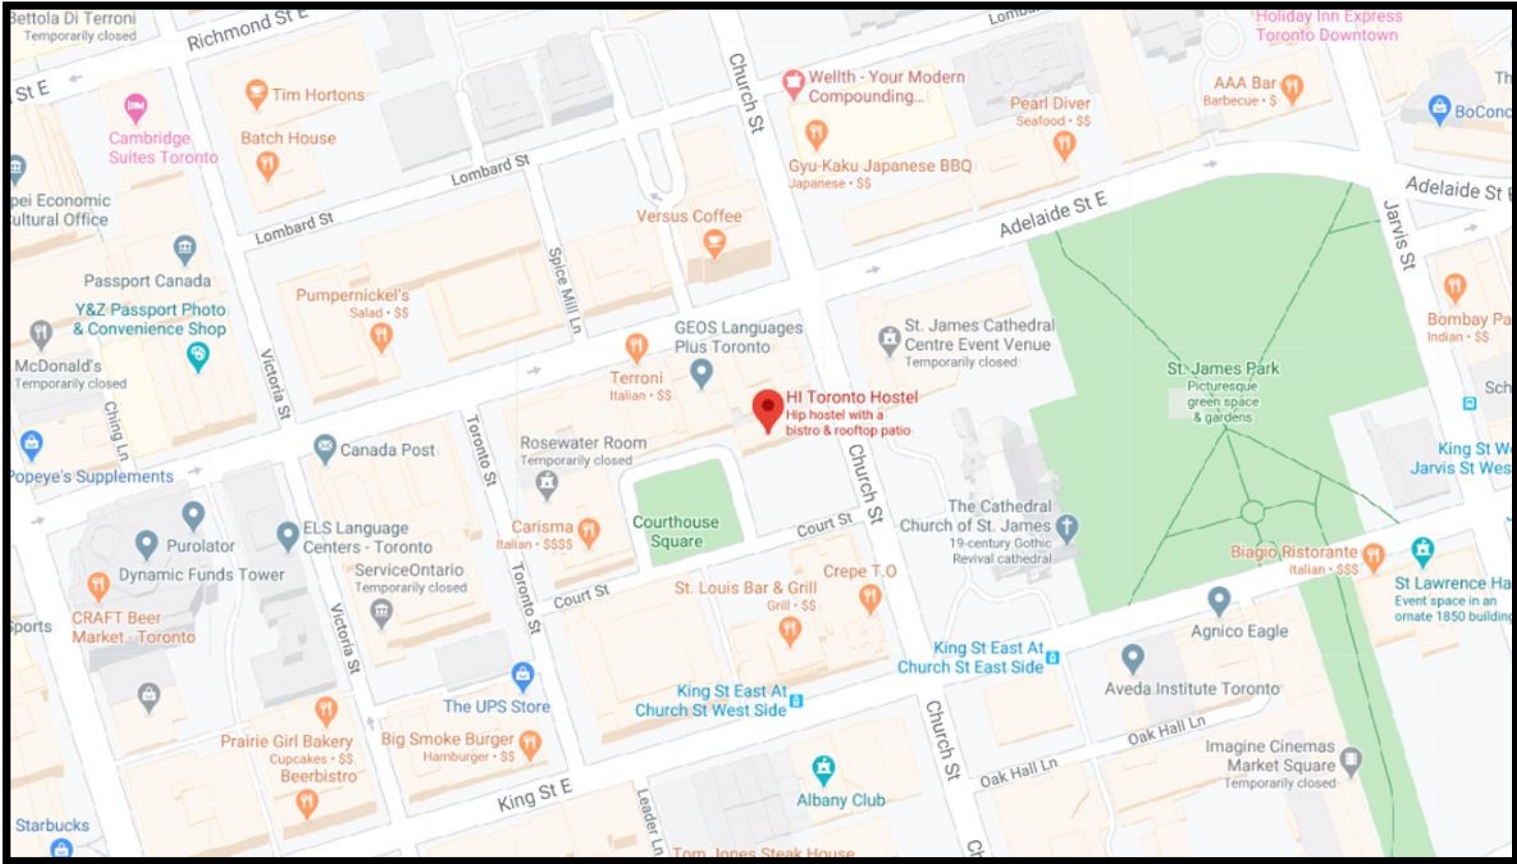 Bettola Di Terroni
Temporarily closed
Richmond St E
Lombard
Holiday Inn Express
Toronto Downtown
St E
Tim Hortons
Church St
Wellth - Your Modern
Compounding...
AAA Bar
Barbecue • $
Th
BoConc
Pearl Diver
Seafood • $$
Cambridge
Suites Toronto
Batch House
Gyu-Kaku Japanese BBQ
Japanese • $$
Lombard St
pei Economic
ultural Office
Lombard St
Versus Coffee
Adelaide St E
Adelaide St E
Jarvis St
Passport Canada
Spice Mill Ln
Y&Z Passport Photo
& Convenience Shop
Pumpernickel's
Salad • $$
GEOS Languages
Plus Toronto
St. James Cathedral
Centre Event Venue
Temporarily closed
Bombay Pa
Indian • $$
McDonald's
Temporarily closed
Victoria St
Terroni
Italian • $$
St. James Park
Picturesque
green space
& gardens
Sch
HI Toronto Hostel
Hip hostel with a
bistro & rooftop patio
Ching Ln
Toronto St
Canada Post
Rosewater Room
Temporarily closed
Church St
King St We
Jarvis St Wes
Popeye's Supplements
Purolator
ELS Language
Centers - Toronto
Carisma
Italian • $$$$
Courthouse
Square
Court St
The Cathedral
Church of St. James
19-century Gothic
Revival cathedral
Biagio Ristorante
Italian • $$$
Dynamic Funds Tower
ServiceOntario
Temporarily closed
Toronto St
Court St
St. Louis Bar & Grill
Grill • $$
Crepe T.O
St Lawrence Ha
Event space in an
ornate 1850 building
Sports
CRAFT Beer
Market - Toronto
Victoria St
Agnico Eagle
King St East At
Church St East Side
Aveda Institute Toronto
The UPS Store
King St East At
Church St West Side
Church St
Prairie Girl Bakery
Cupcakes • $$
Big Smoke Burger
Hamburger • $$
Oak Hall Ln
Imagine Cinemas
Market Square
Temporarily closed
Beerbistro
King St E
Oak Hall Ln
Leader Ln
Albany Club
Starbucks
Tom Jones Steak House
Ch